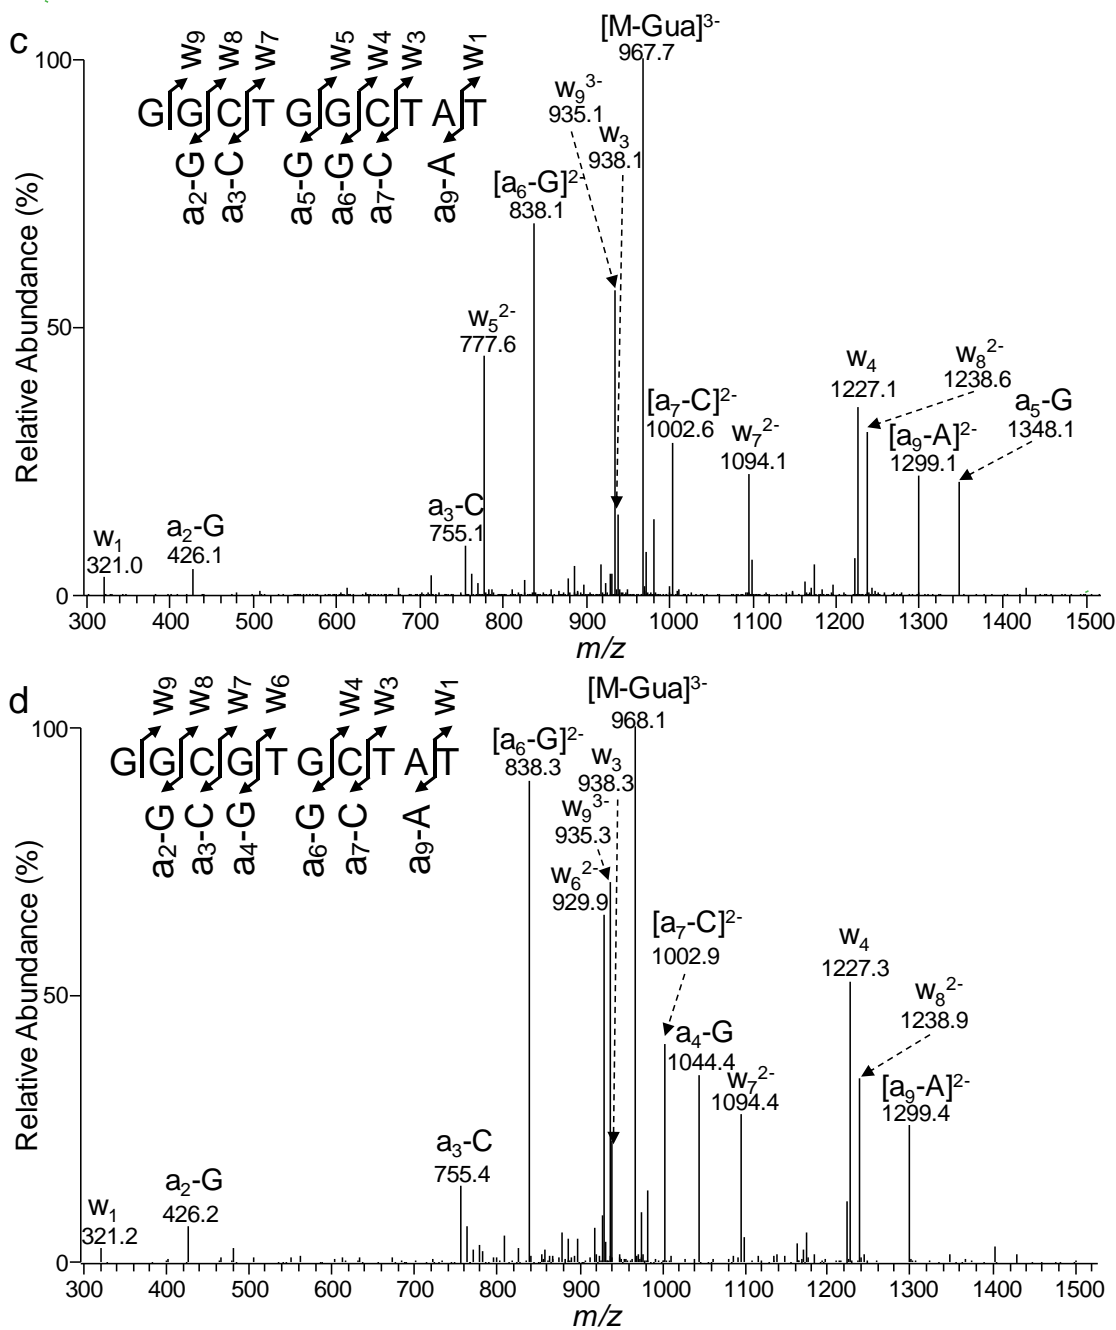 c
w9 w8 w7 w5 w4 w3 w1
GGCT GGCTAT
a2-G a3-C a5-G a6-G a7-C a9-A
[M-Gua]3-
967.7
w9 3-
935.1
w3
938.1
[a6-G]2-
838.1
w5 2-
777.6
[a7-C]2-
1002.6
w7 2-
1094.1
w4
1227.1
w8 2-
1238.6
[a9-A]2-
1299.1
a5-G
1348.1
a3-C
755.1
w1
321.0
a2-G
426.1
Relative Abundance (%)
100
50
0
300 400 500 600 700 800 900 1000 1100 1200 1300 1400 1500
m/z
d
w9 w8 w7 w6 w4 w3 w1
GGCGT GCTAT
a2-G a3-C a4-G a6-G a7-C a9-A
[M-Gua]3-
968.1
[a6-G]2-
838.3
w3
938.3
w9 3-
935.3
w6 2-
929.9
[a7-C]2-
1002.9
a4-G
1044.4
w7 2-
1094.4
w4
1227.3
w8 2-
1238.9
[a9-A]2-
1299.4
a3-C
755.4
a2-G
426.2
w1
321.2
Relative Abundance (%)
100
50
0
300 400 500 600 700 800 900 1000 1100 1200 1300 1400 1500
m/z